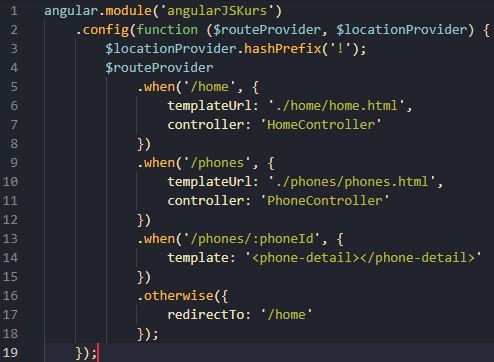 1 angular.module('angularJSKurs')
2     .config(function ($routeProvider, $locationProvider) {
3         $locationProvider.hashPrefix('!');
4         $routeProvider
5             .when('/home', {
6                 templateUrl: './home/home.html',
7                 controller: 'HomeController'
8             })
9             .when('/phones', {
10                 templateUrl: './phones/phones.html',
11                 controller: 'PhoneController'
12             })
13             .when('/phones/:phoneId', {
14                 template: '<phone-detail></phone-detail>'
15             })
16             .otherwise({
17                 redirectTo: '/home'
18             });
19     });